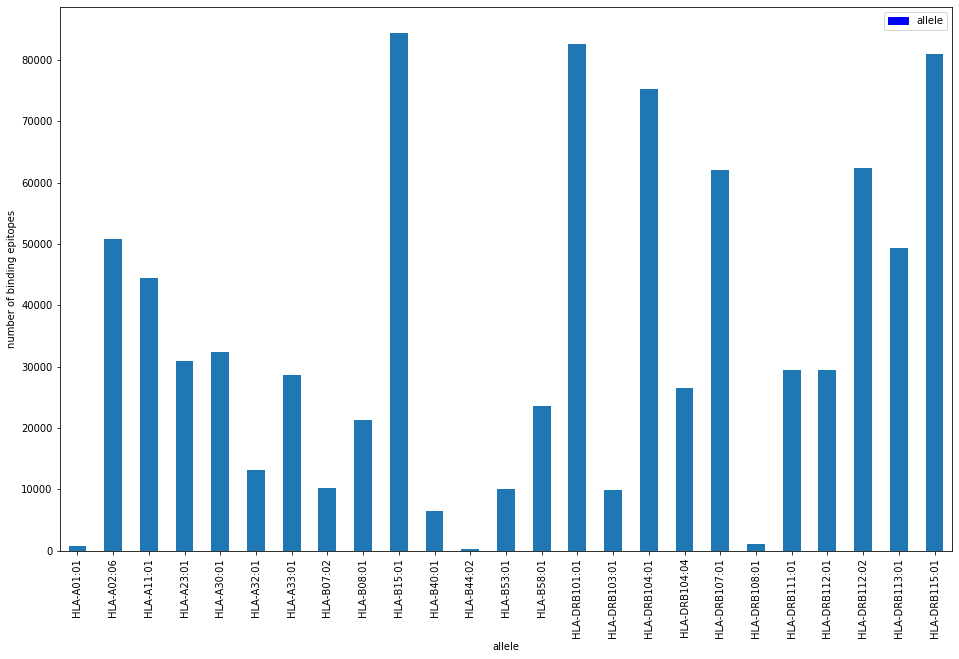 allele
80000
70000
60000
50000
40000
30000
20000
10000
0
number of binding epitopes
HLA-A01:01
HLA-A02:06
HLA-A11:01
HLA-A23:01
HLA-A30:01
HLA-A32:01
HLA-A33:01
HLA-B07:02
HLA-B08:01
HLA-B15:01
HLA-B40:01
HLA-B44:02
HLA-B53:01
HLA-B58:01
HLA-DRB101:01
HLA-DRB103:01
HLA-DRB104:01
HLA-DRB104:04
HLA-DRB107:01
HLA-DRB108:01
HLA-DRB111:01
HLA-DRB112:01
HLA-DRB112:02
HLA-DRB113:01
HLA-DRB115:01
allele